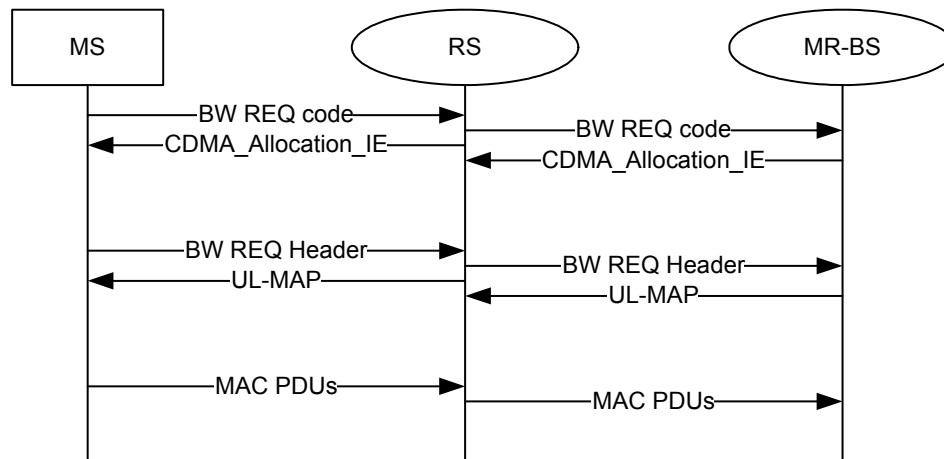 MS
RS
MR-BS
BW REQ code
BW REQ code
CDMA_Allocation_IE
CDMA_Allocation_IE
BW REQ Header
BW REQ Header
UL-MAP
UL-MAP
MAC PDUs
MAC PDUs